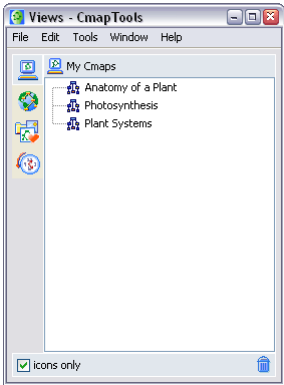 Views - CmapTools
File Edit Tools Window Help
My Cmaps
Anatomy of a Plant
Photosynthesis
Plant Systems
icons only